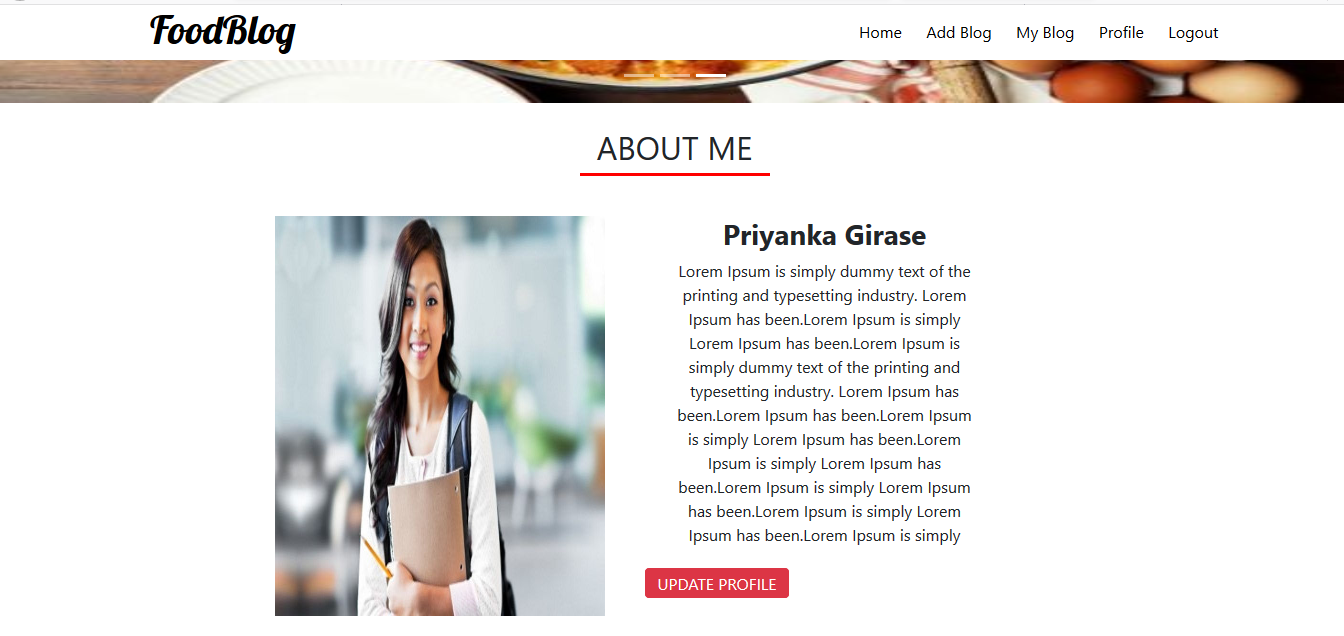 FoodBlog
Home Add Blog My Blog Profile Logout
ABOUT ME
Priyanka Girase
Lorem Ipsum is simply dummy text of the
printing and typesetting industry. Lorem
Ipsum has been.Lorem Ipsum is simply
Lorem Ipsum has been.Lorem Ipsum is
simply dummy text of the printing and
typesetting industry. Lorem Ipsum has
been.Lorem Ipsum has been.Lorem Ipsum
is simply Lorem Ipsum has been.Lorem
Ipsum is simply Lorem Ipsum has
been.Lorem Ipsum is simply Lorem Ipsum
has been.Lorem Ipsum is simply Lorem
Ipsum has been.Lorem Ipsum is simply
UPDATE PROFILE